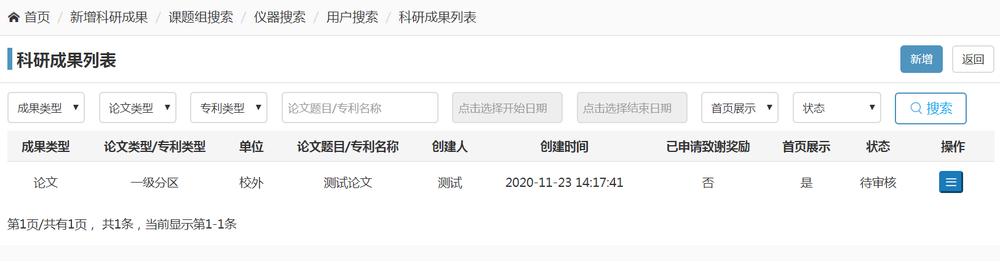 首页 / 新增科研成果 / 课题组搜索 / 仪器搜索 / 用户搜索 / 科研成果列表
科研成果列表 新增 返回
成果类型 论文类型 专利类型 论文题目/专利名称 点击选择开始日期 点击选择结束日期 首页展示 状态 搜索
成果类型 论文类型/专利类型 单位 论文题目/专利名称 创建人 创建时间 已申请致谢奖励 首页展示 状态 操作
论文 一级分区 校外 测试论文 测试 2020-11-23 14:17:41 否 是 待审核
第1页/共有1页， 共1条，当前显示第1-1条